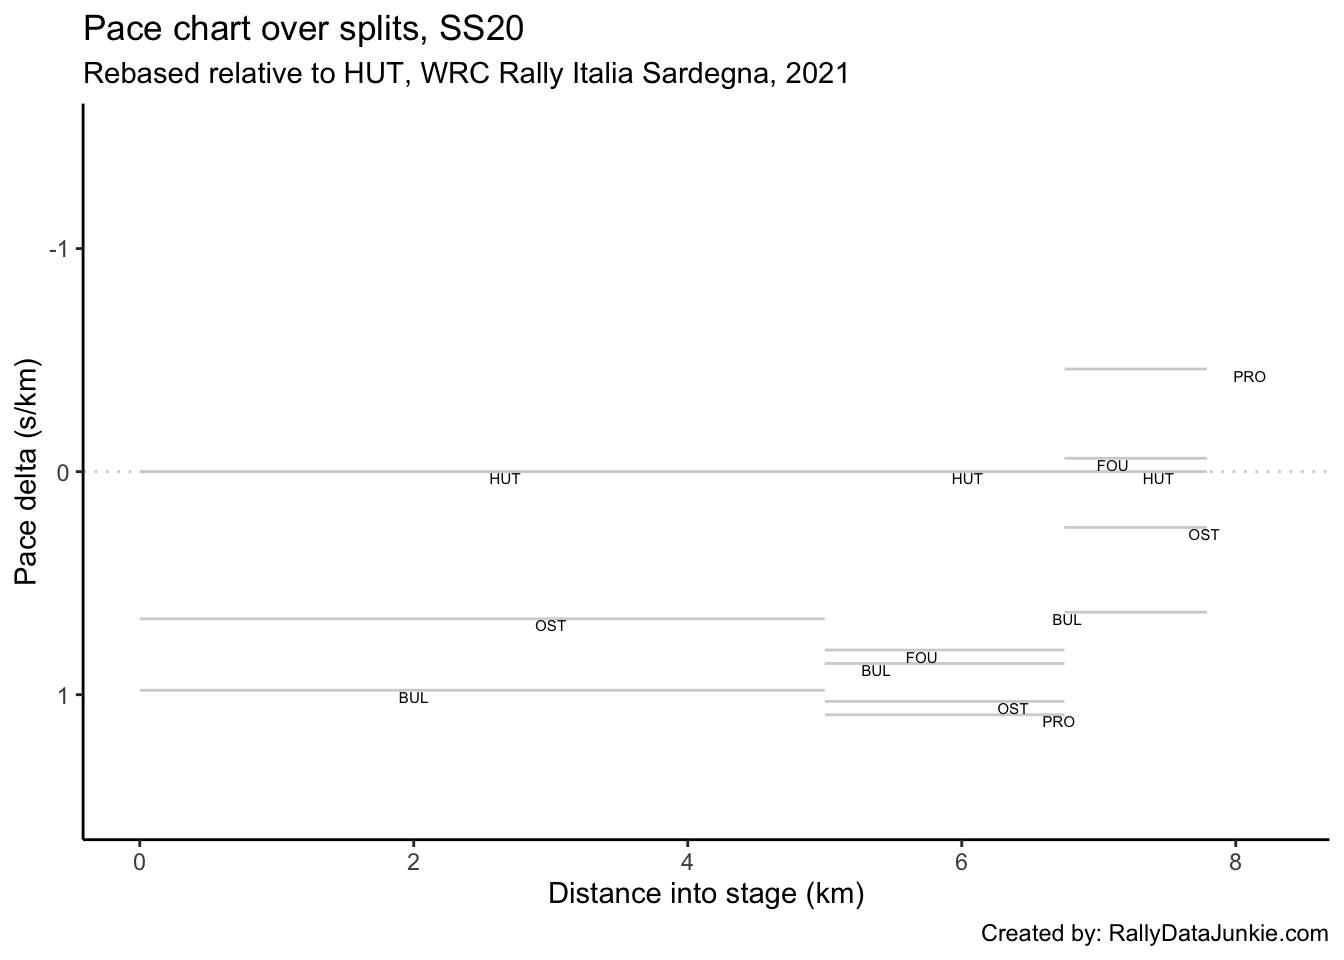 Pace chart over splits, SS20
Rebased relative to HUT, WRC Rally Italia Sardegna, 2021
Pace delta (s/km)
-1
0
1
PRO
FOU
HUT
HUT
HUT
OST
OST
BUL
FOU
BUL
BUL
OST
PRO
0
2
4
6
8
Distance into stage (km)
Created by: RallyDataJunkie.com